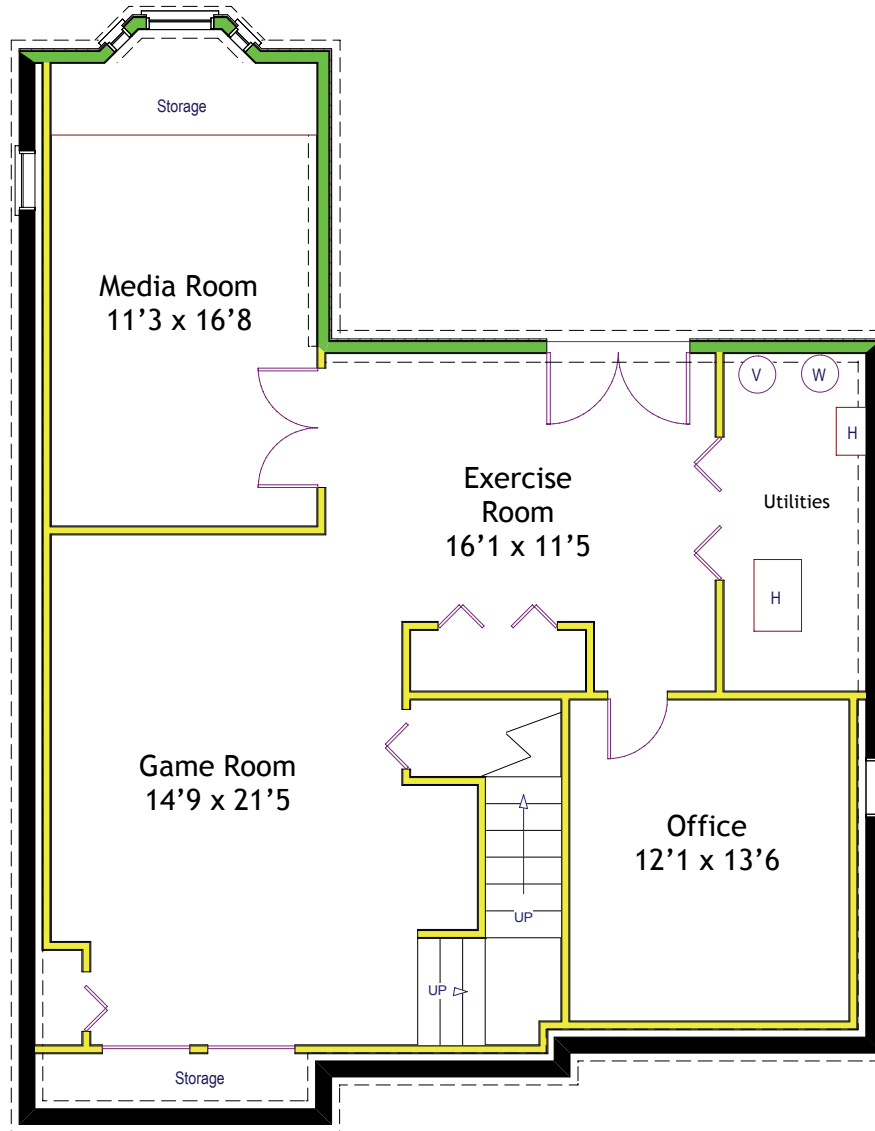 Storage
Media Room
11’3 x 16’8
V
W
H
Exercise
Room
16’1 x 11’5
Utilities
H
Game Room
14’9 x 21’5
Office
12’1 x 13’6
UP
UP
Storage